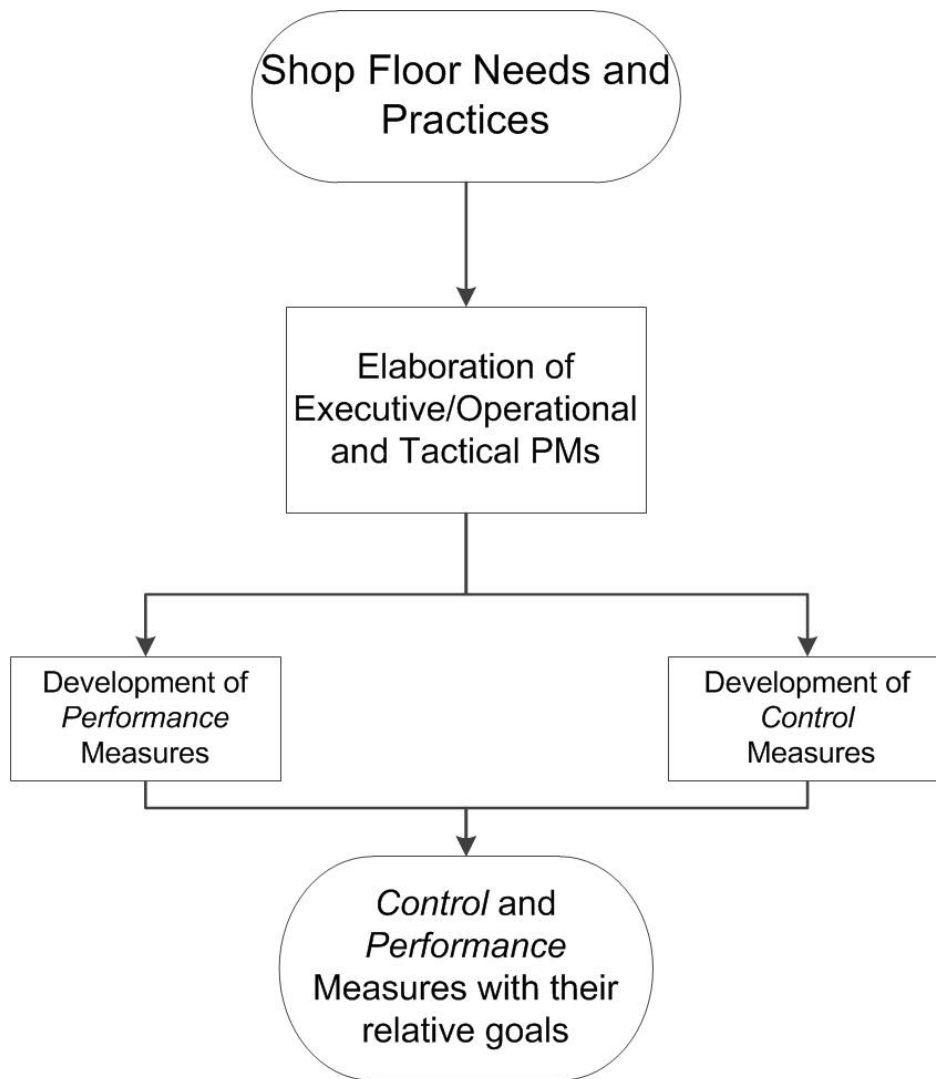 Shop Floor Needs and
Practices
Elaboration of
Executive/Operational
and Tactical PMs
Development of
Performance
Measures
Development of
Control
Measures
Control and
Performance
Measures with their
relative goals